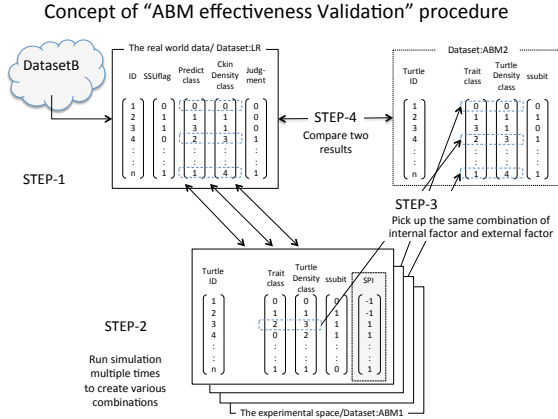 Concept of “ABM effectiveness Validation” procedure
The real world data/ Dataset:LR
Dataset:ABM2
DatasetB
ID SSUflag Predict class Ckin Density class Judg-ment
1 0 0 0 0
2 1 1 1 0
3 1 3 1 0
4 0 2 3 1
: : : : :
: : : : :
n 1 1 4 1
STEP-4
Compare two
results
Turtle ID Trait class Turtle Density class ssubit
1 0 0 0
2 1 1 1
3 3 1 0
4 2 3 1
: : : :
: : : :
n 1 4 1
STEP-1
STEP-3
Pick up the same combination of
internal factor and external factor
STEP-2
Run simulation
multiple times
to create various
combinations
Turtle ID Trait class Turtle Density class ssubit SPI
1 0 0 0 -1
2 1 1 1 -1
3 2 3 1 1
4 0 2 1 1
: : : : :
: : : : :
n 1 1 0 1
The experimental space/Dataset:ABM1